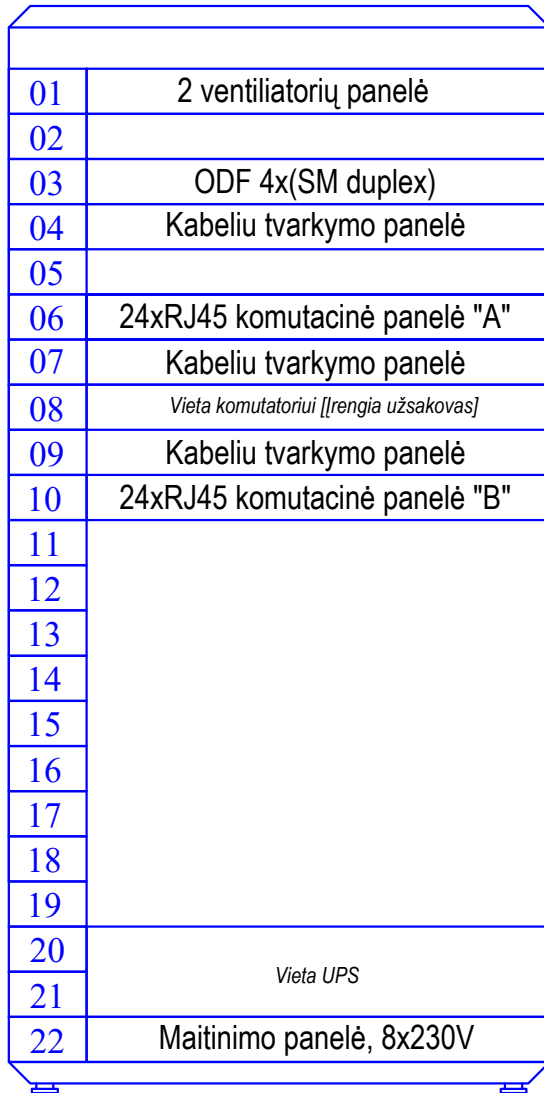 01 2 ventiliatorių panelė
02
03 ODF 4x(SM duplex)
04 Kabeliu tvarkymo panelė
05
06 24xRJ45 komutacinė panelė "A"
07 Kabeliu tvarkymo panelė
08 Vieta komutatoriui [Įrengia užsakovas]
09 Kabeliu tvarkymo panelė
10 24xRJ45 komutacinė panelė "B"
11
12
13
14
15
16
17
18
19
20
Vieta UPS
21
22 Maitinimo panelė, 8x230V